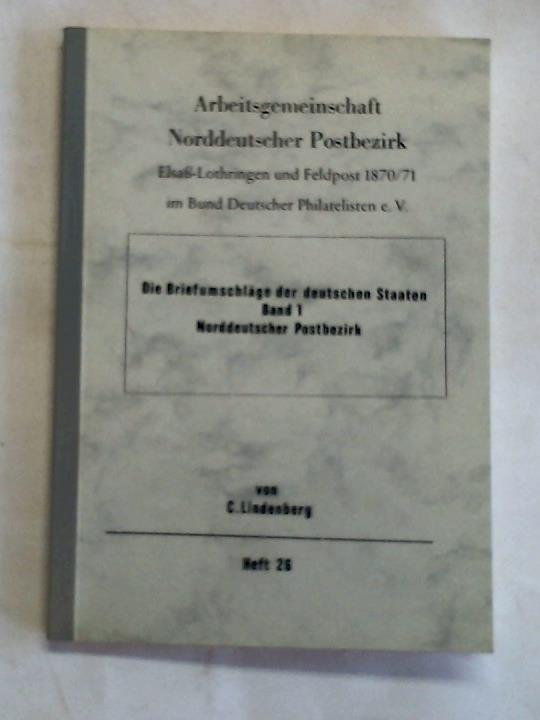 Arbeitsgemeinschaft
Norddeutscher Postbezirk
Elsaß-Lothringen und Feldpost 1870/71
im Bund Deutscher Philatelisten e. V.
Die Briefumschläge der deutschen Staaten
Band 1
Norddeutscher Postbezirk
von
C.Lindenberg
Heft 26